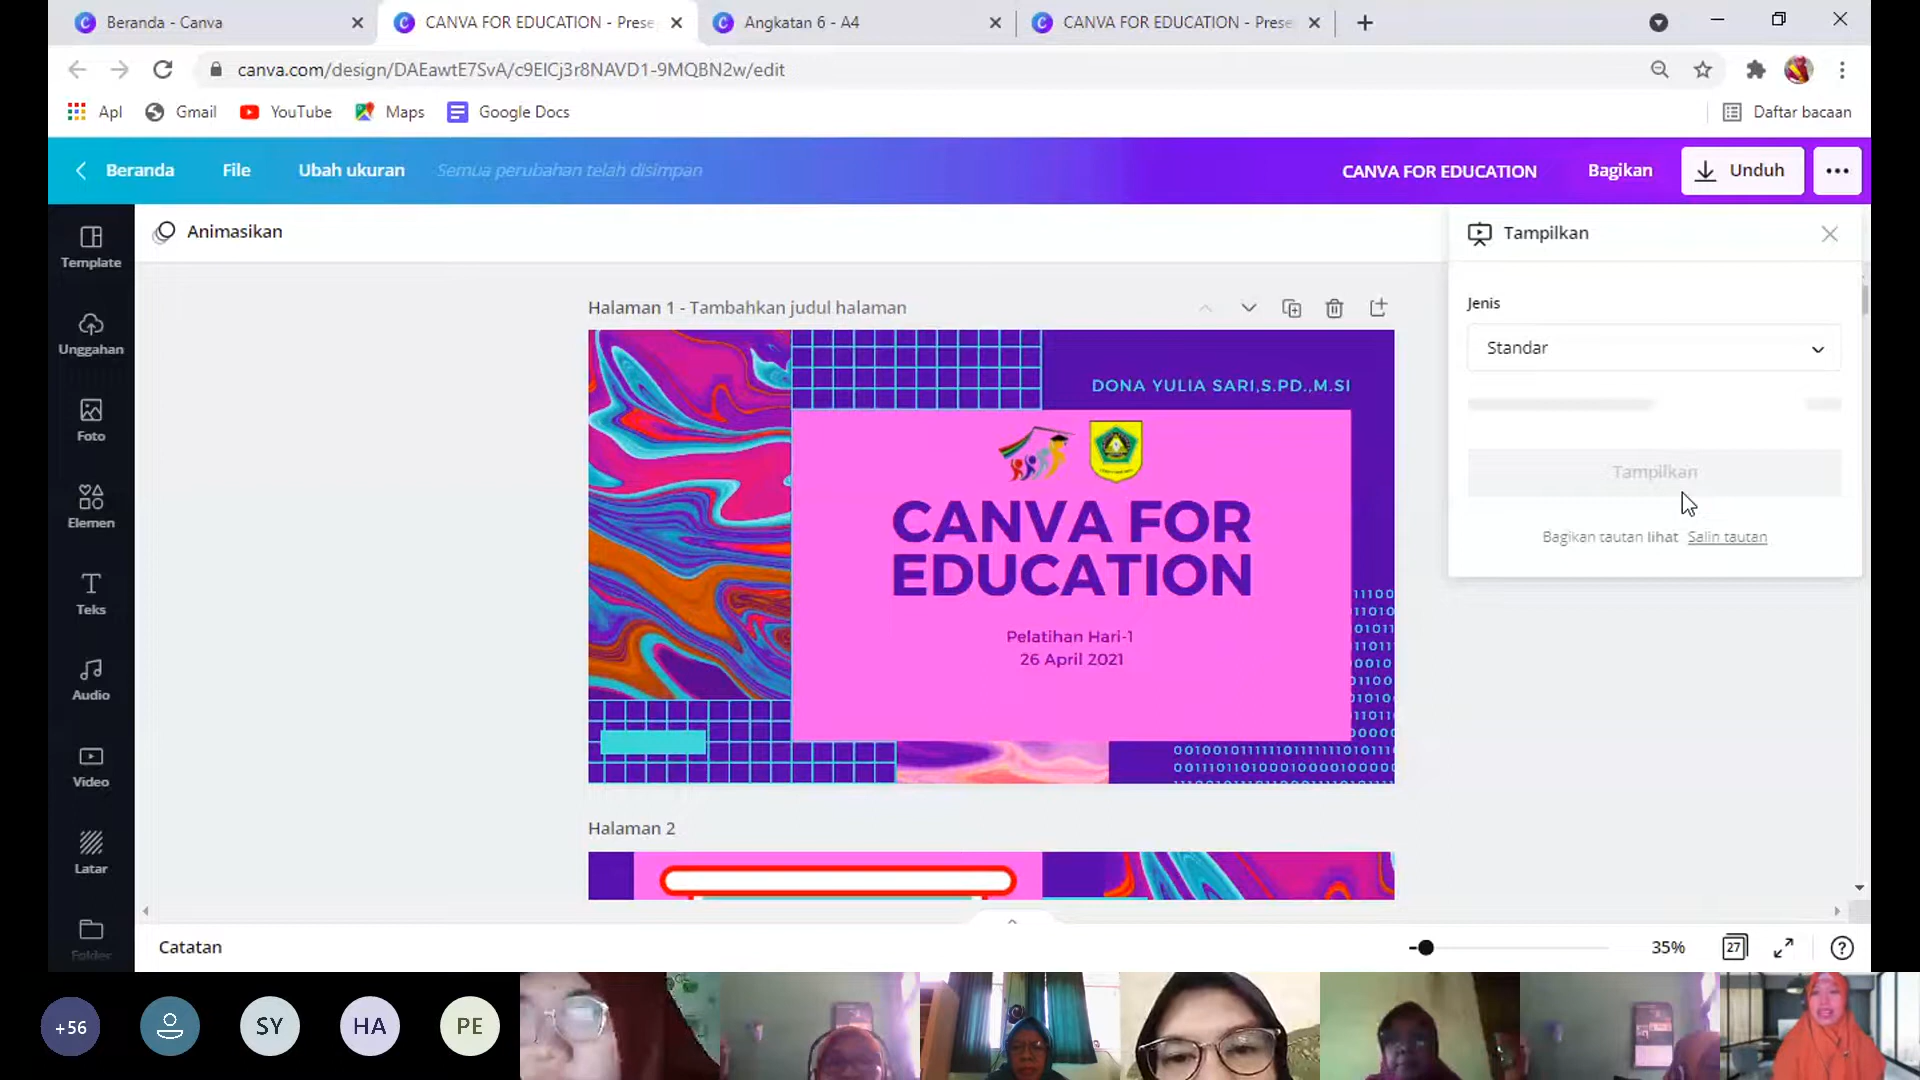 Beranda - Canva
CANVA FOR EDUCATION - Prese
Angkatan 6 - A4
CANVA FOR EDUCATION - Prese
canva.com/design/DAEawtE7SvA/c9ElCj3r8NAVD1-9MQBN2w/edit
Apl
Gmail
YouTube
Maps
Google Docs
Daftar bacaan
Beranda
File
Ubah ukuran
Semua perubahan telah disimpan
CANVA FOR EDUCATION
Bagikan
Unduh
Template
Unggahan
Foto
Elemen
Teks
Audio
Video
Latar
Folder
Animasikan
Halaman 1 - Tambahkan judul halaman
DONA YULIA SARI,S.PD.,M.SI
CANVA FOR
EDUCATION
Pelatihan Hari-1
26 April 2021
Halaman 2
Tampilkan
Jenis
Standar
Tampilkan
Bagikan tautan lihat Salin tautan
Catatan
35%
27
+56
SY
HA
PE